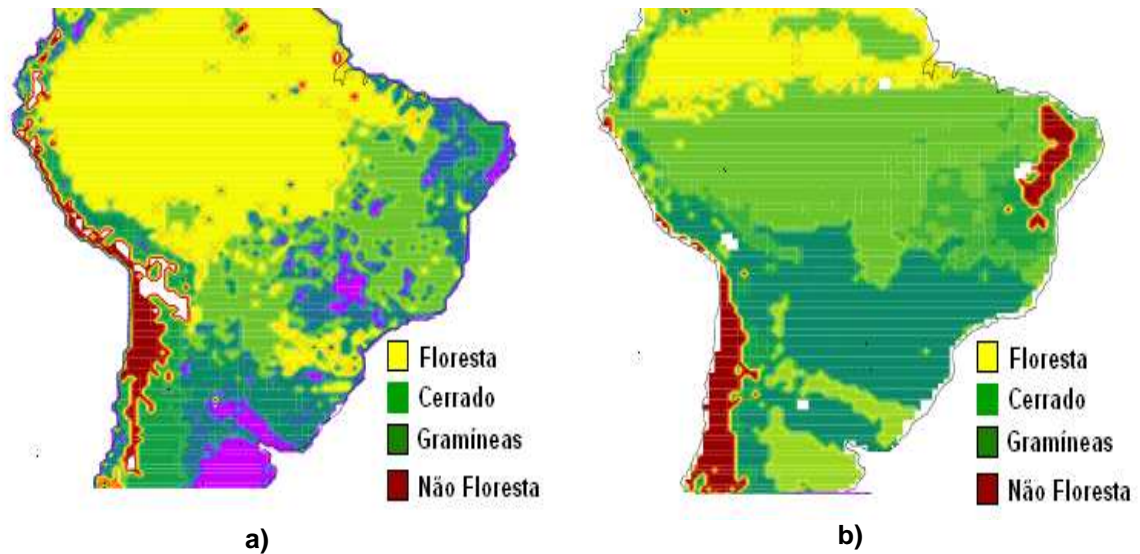 Floresta
Cerrado
Gramíneas
Não Floresta
a)
Floresta
Cerrado
Gramíneas
Não Floresta
b)